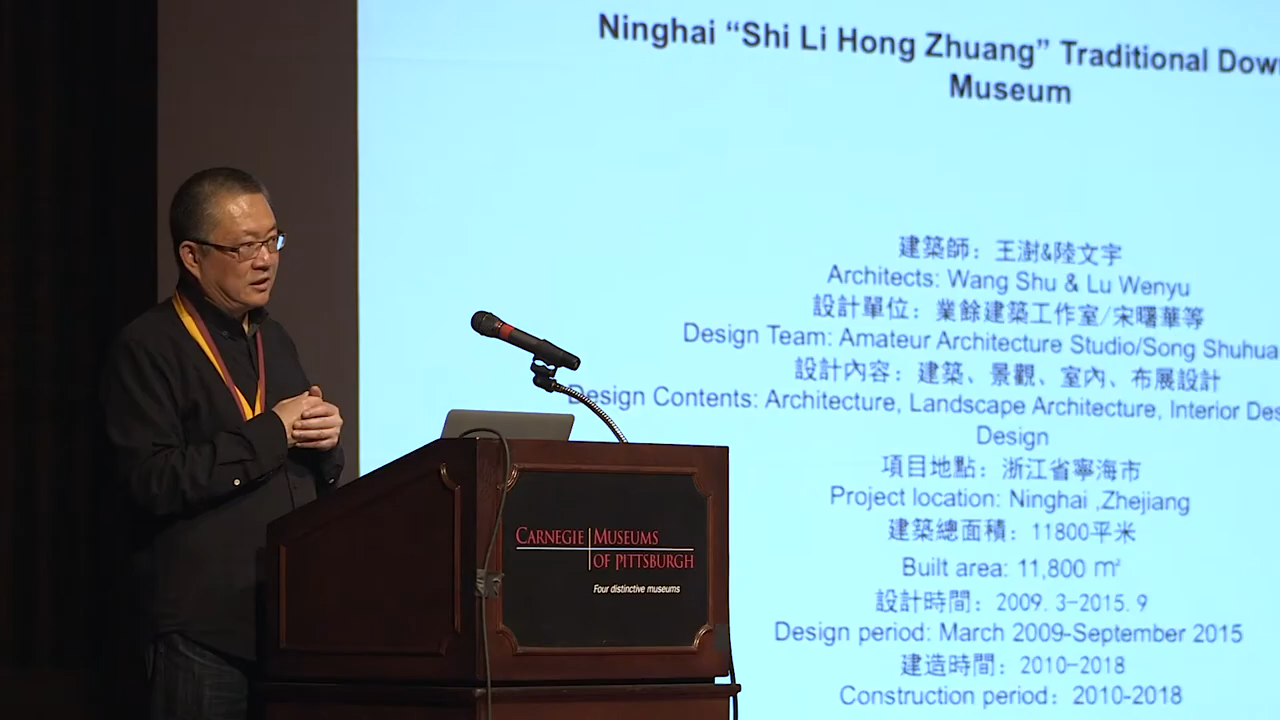 Ninghai “Shi Li Hong Zhuang” Traditional
Museum
建築師：王澍&陸文宇
Architects: Wang Shu & Lu Wenyu
設計單位：業餘建築工作室/宋曙華等
Design Team: Amateur Architecture Studio/Song Shuhua
設計內容：建築、景觀、室內、布展設計
Design Contents: Architecture, Landscape Architecture, Interior
Design
項目地點：浙江省寧海市
Project location: Ninghai ,Zhejiang
建築總面積：11800平米
Built area: 11,800 ㎡
設計時間：2009.3-2015.9
Design period: March 2009-September 2015
建造時間：2010-2018
Construction period：2010-2018
CARNEGIE MUSEUMS
OF PITTSBURGH
Four distinctive museums